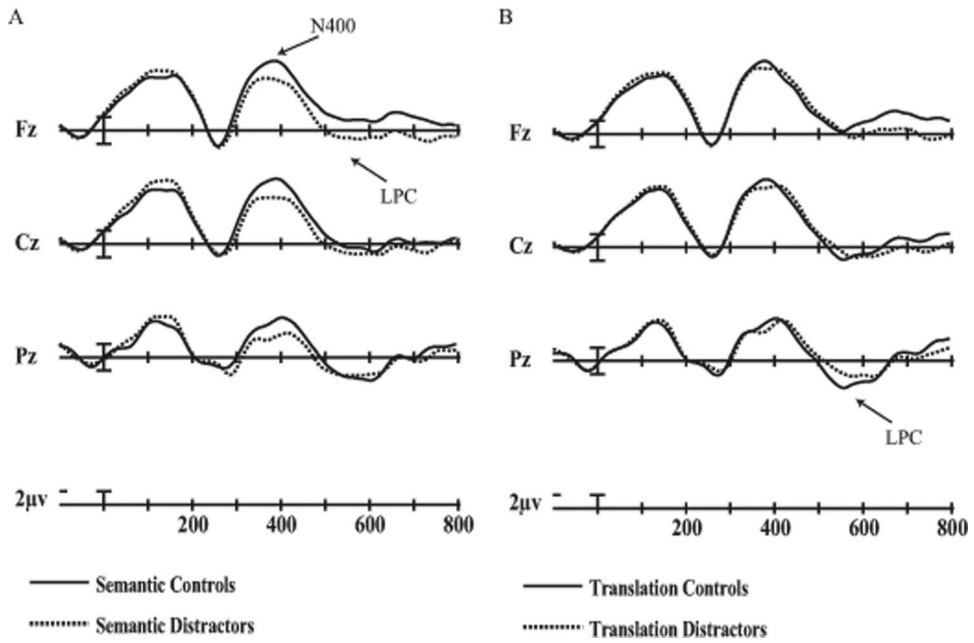 A
N400
Fz
LPC
Cz
Pz
2μv
200 400 600 800
Semantic Controls
Semantic Distractors
B
Fz
Cz
Pz
LPC
2μv
200 400 600 800
Translation Controls
Translation Distractors